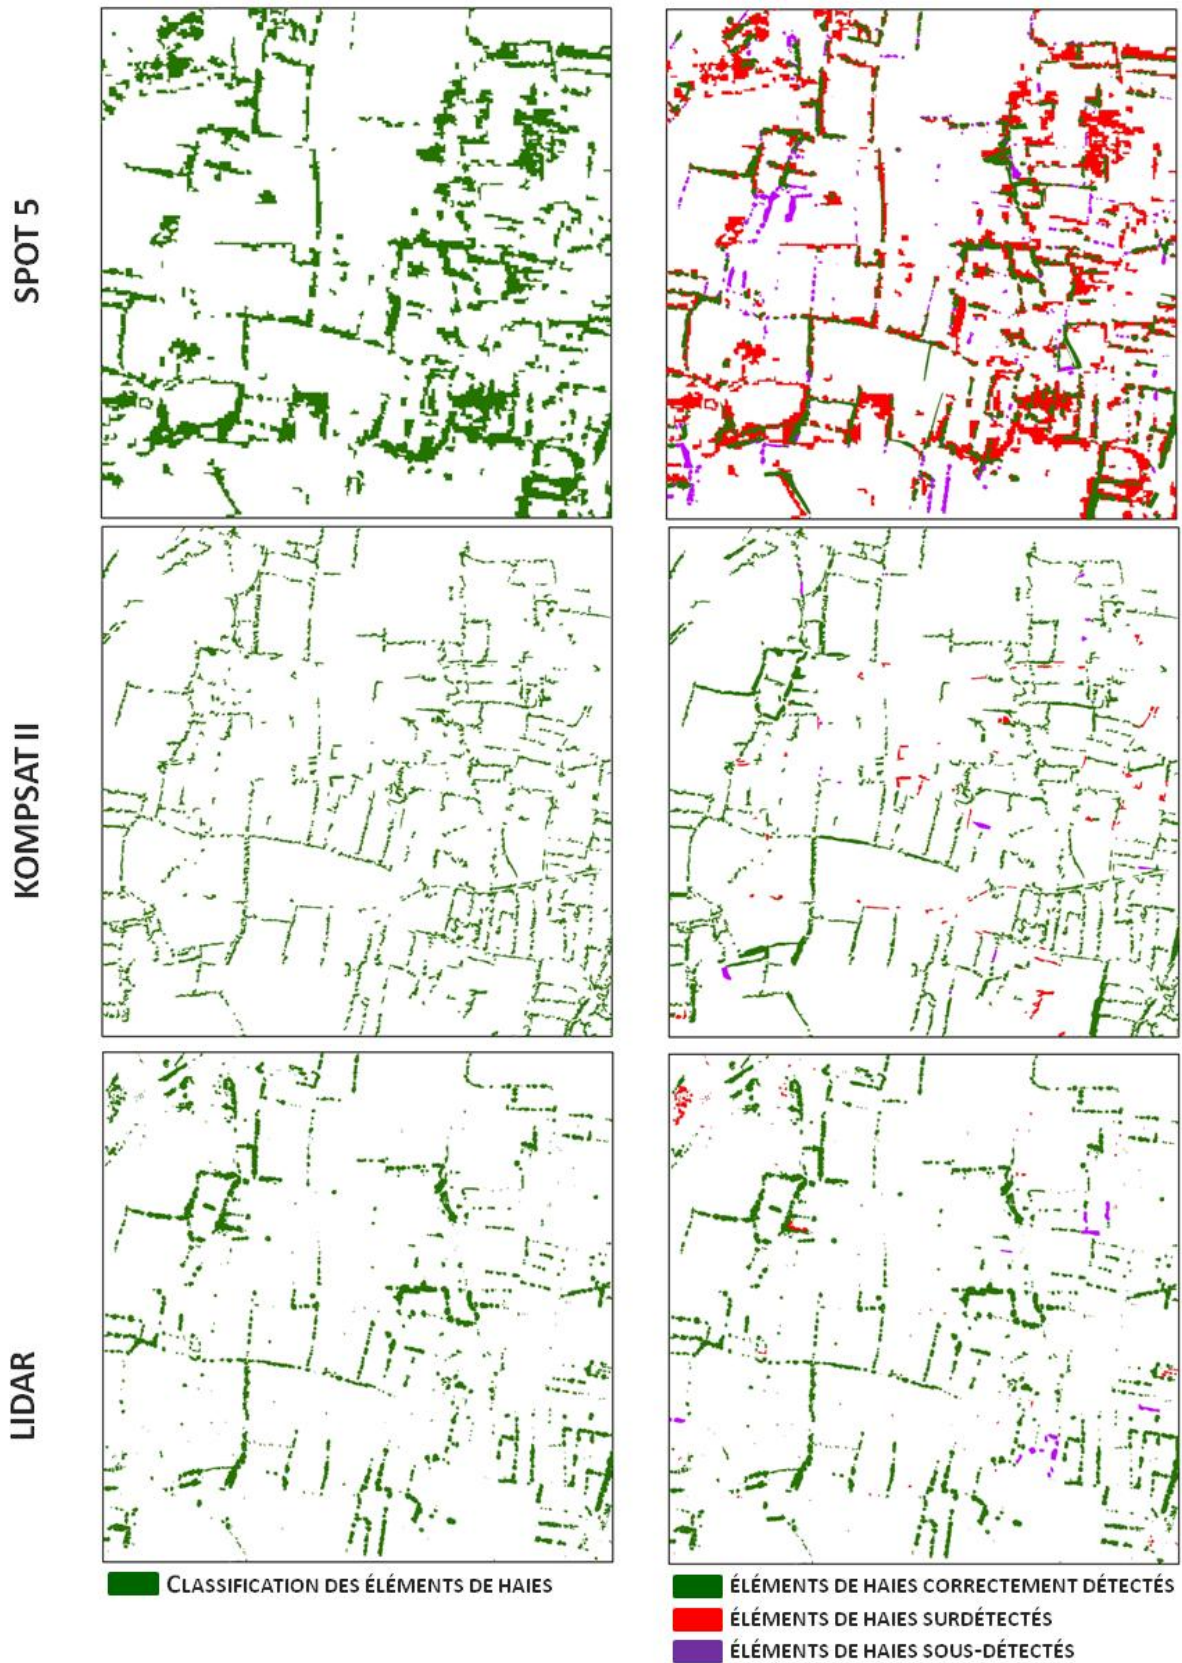 SPOT 5
KOMPSAT II
LIDAR
CLASSIFICATION DES ÉLÉMENTS DE HAIES
ÉLÉMENTS DE HAIES CORRECTEMENT DÉTECTÉS
ÉLÉMENTS DE HAIES SURDÉTECTÉS
ÉLÉMENTS DE HAIES SOUS-DÉTECTÉS